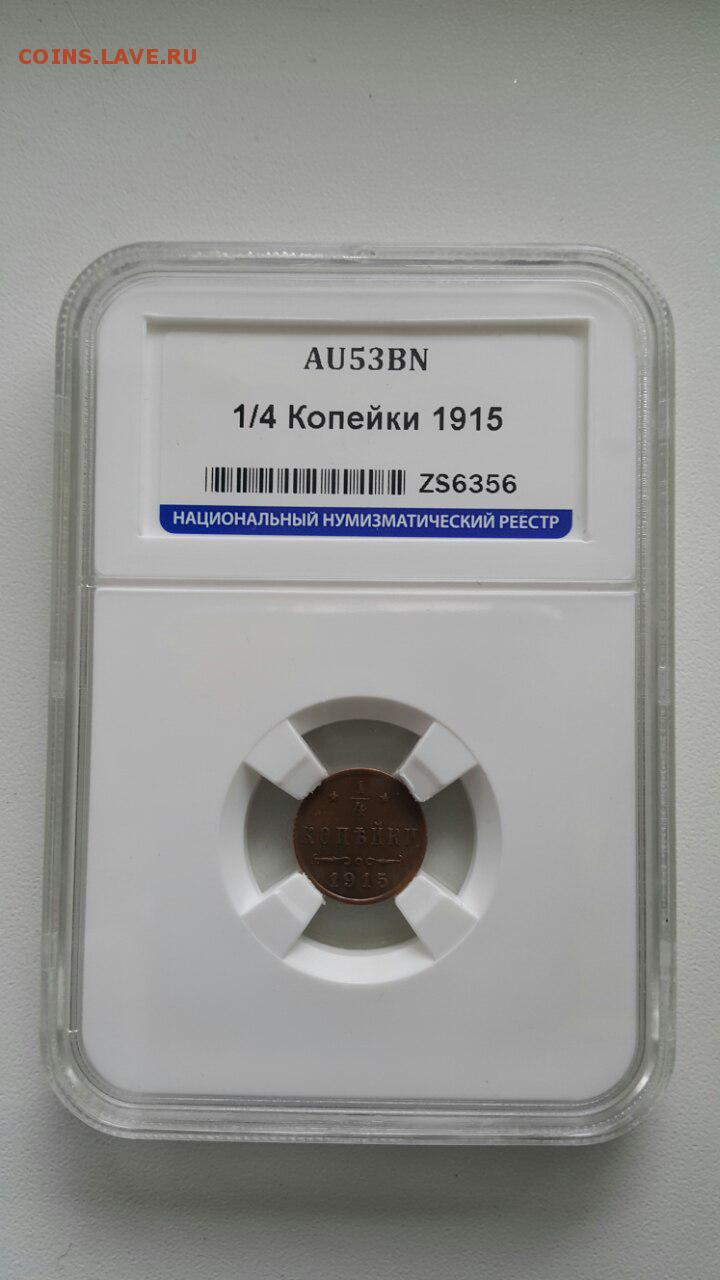 COINS.LAVE.RU
AU53BN
1/4 Копейки 1915
ZS6356
НАЦИОНАЛЬНЫЙ НУМИЗМАТИЧЕСКИЙ РЕЕСТР
1/4
КОПѢЙКИ
1915